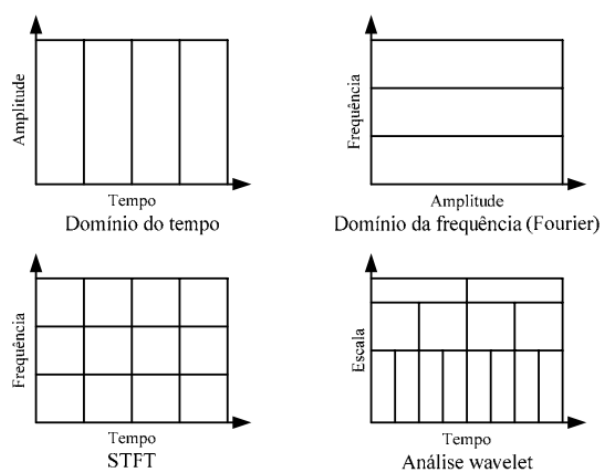 Amplitude
Tempo
Domínio do tempo
Frequência
Amplitude
Domínio da frequência (Fourier)
Frequência
Tempo
STFT
Escala
Tempo
Análise wavelet